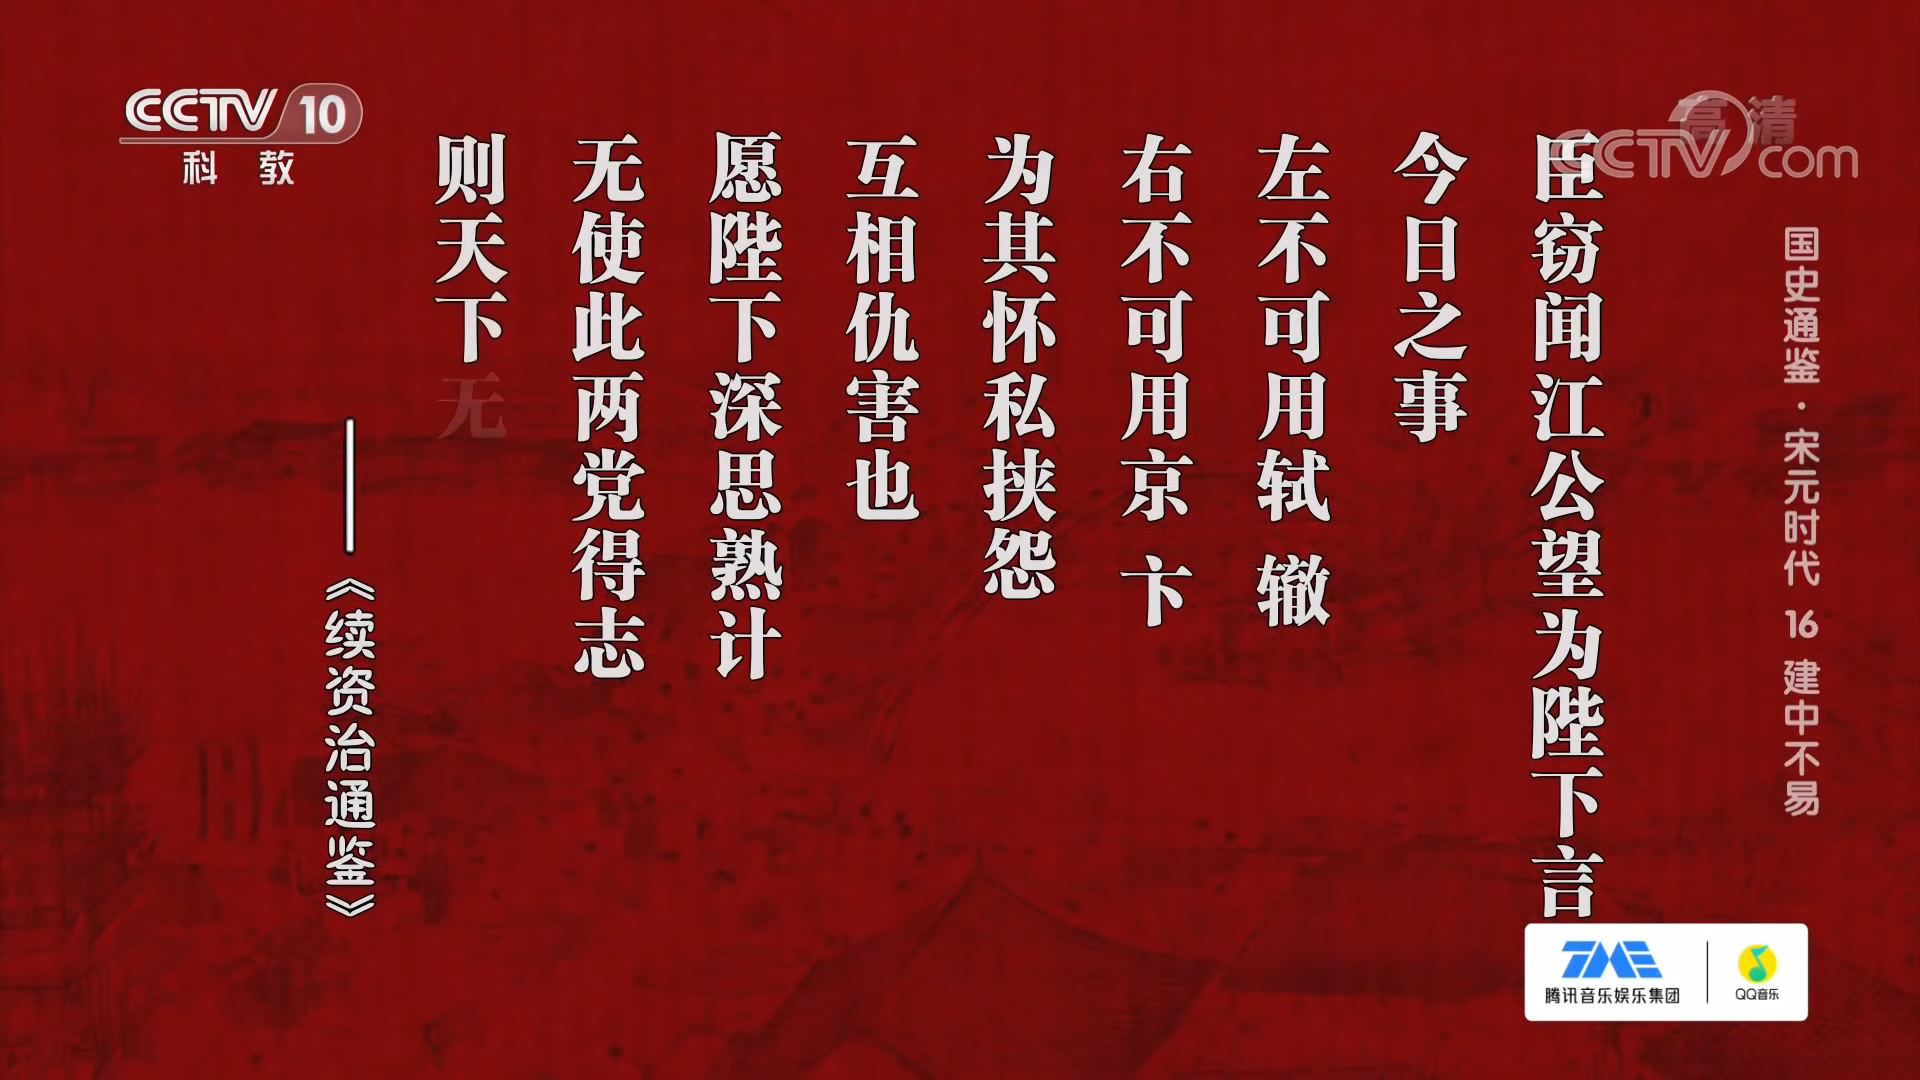 CCTV 10
科 教
高清
CCTV.com
国史通鉴·宋元时代 16 建中不易
臣窃闻江公望为陛下言
今日之事
左不可用轼 辙
右不可用京 卞
为其怀私挟怨
互相仇害也
愿陛下深思熟计
无使此两党得志
则天下无
——《续资治通鉴》
TME
腾讯音乐娱乐集团
QQ音乐